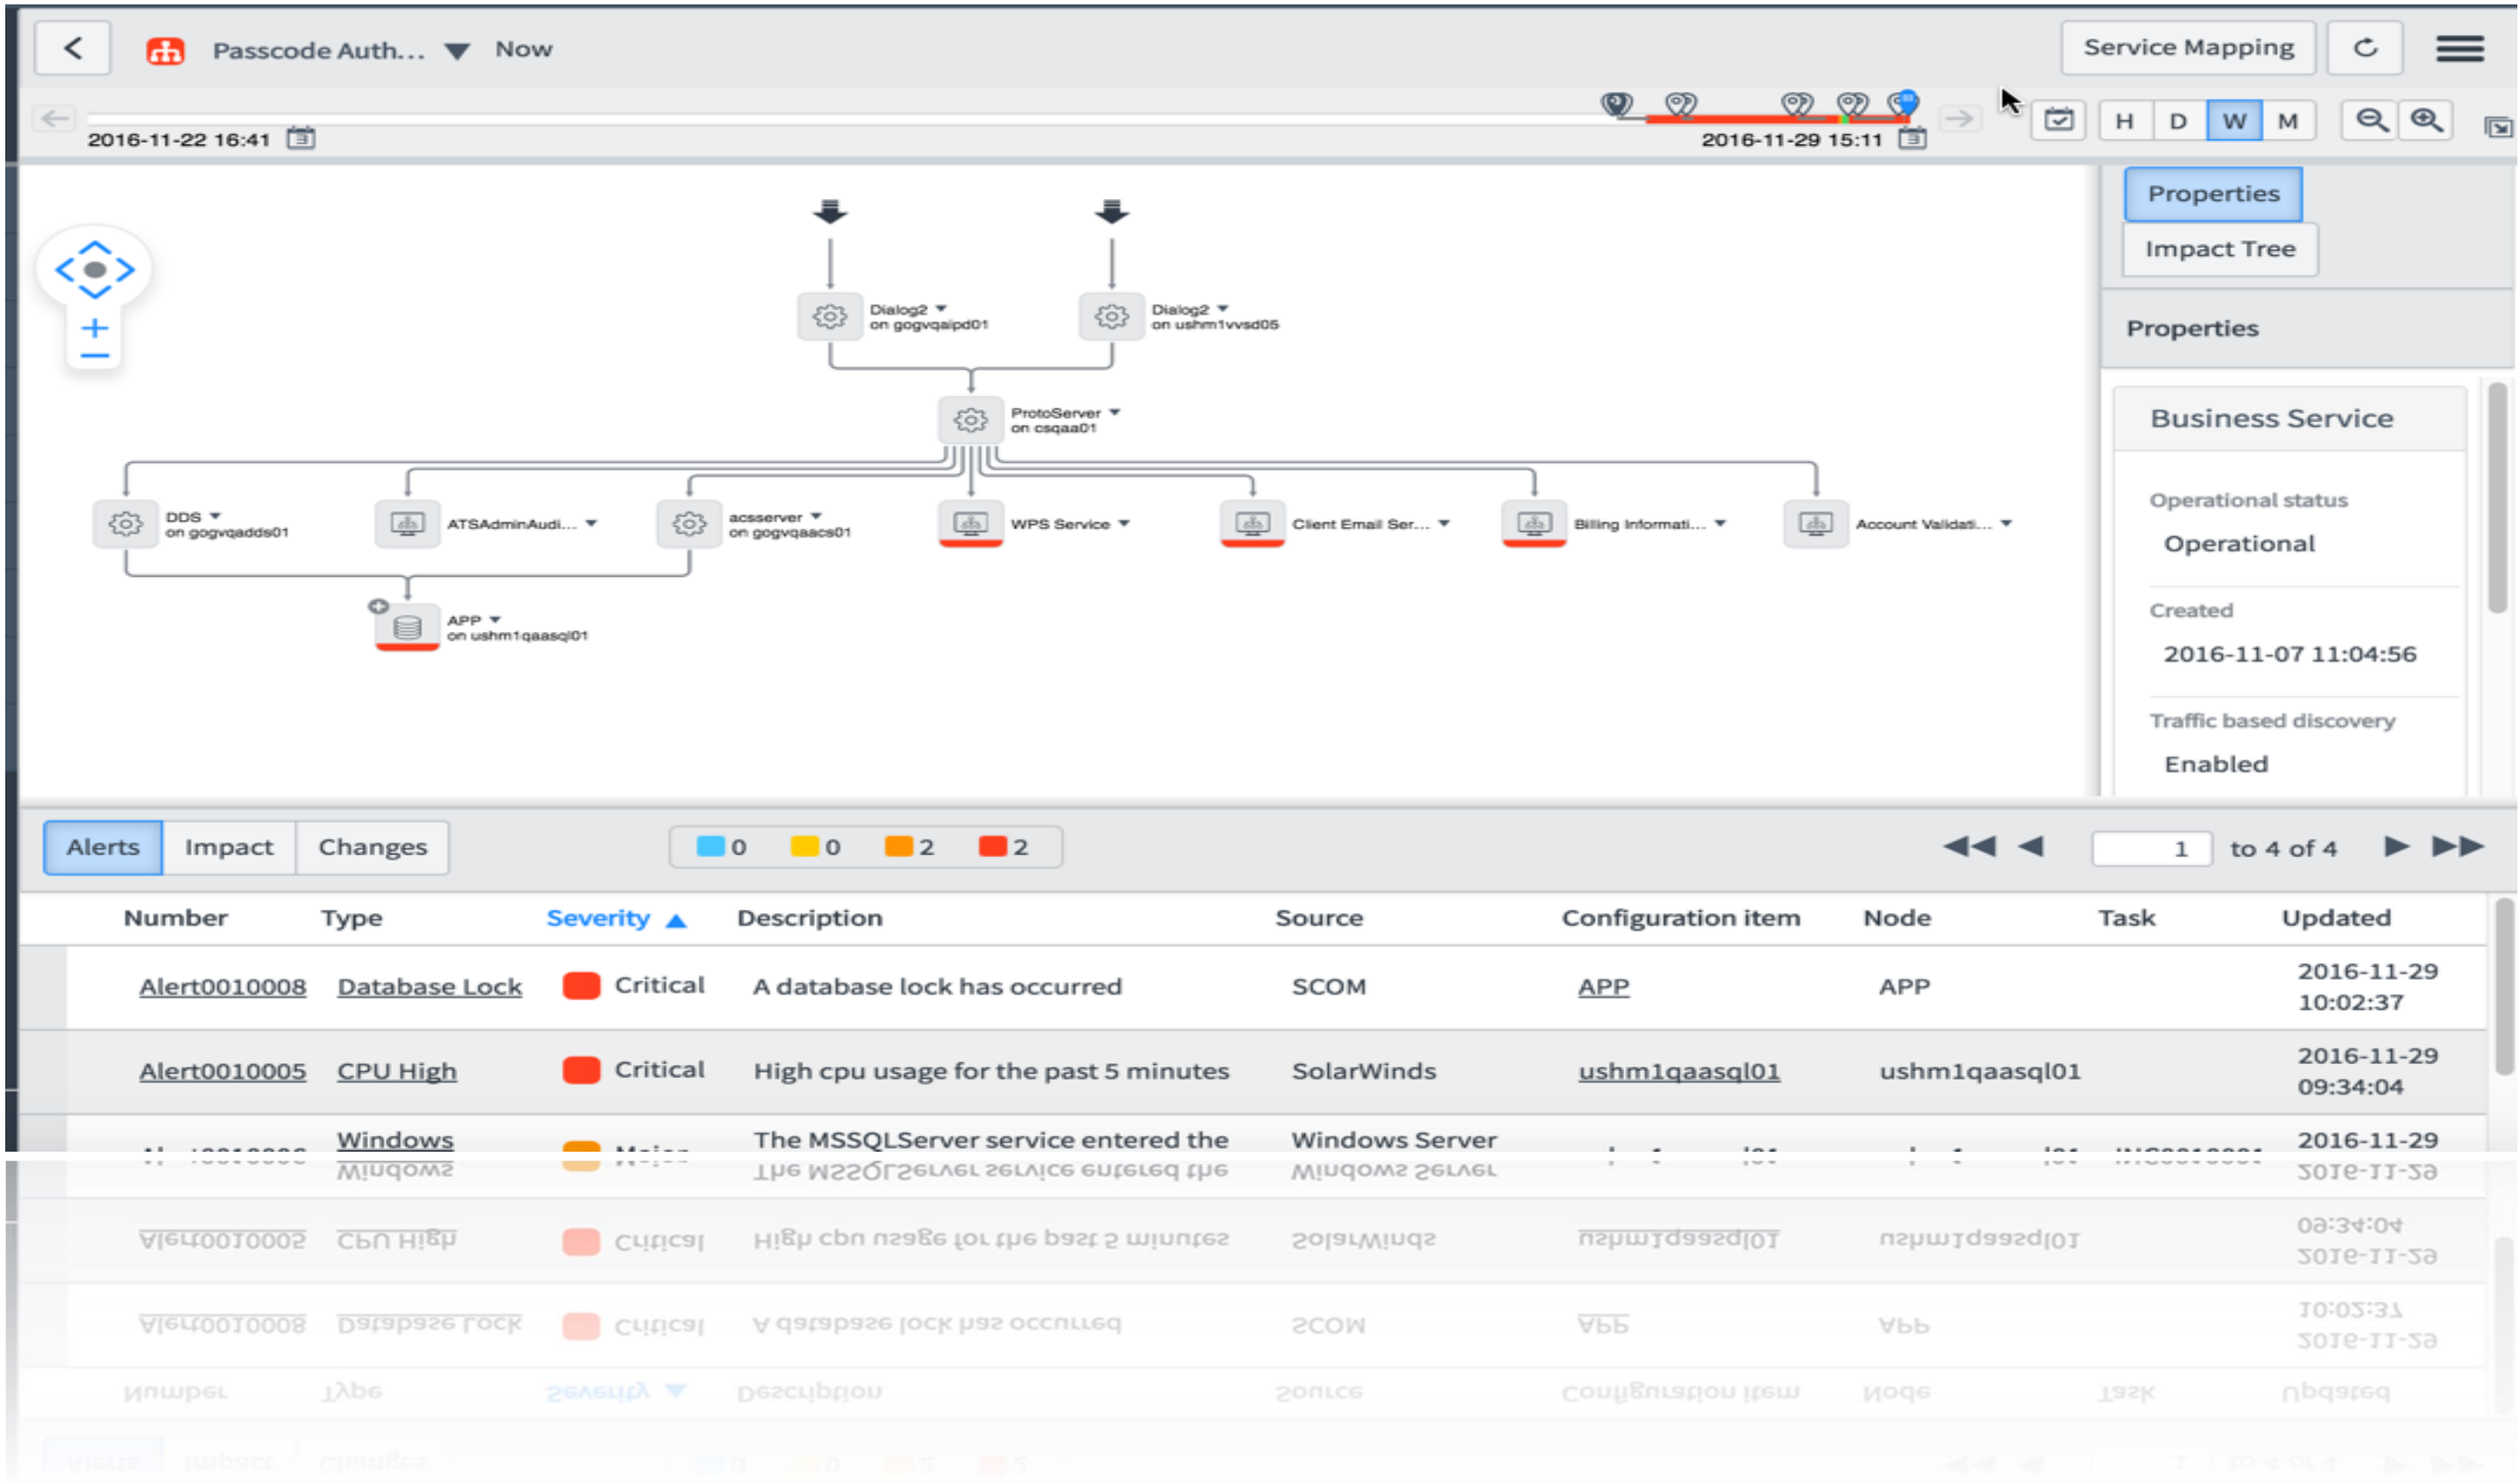 Passcode Auth... Now Service Mapping
2016-11-22 16:41
2016-11-29 15:11
H D W M
Properties
Impact Tree
Properties
Business Service
Operational status
Operational
Created
2016-11-07 11:04:56
Traffic based discovery
Enabled
Dialog2
on gogvqaipd01
Dialog2
on ushm1vvsd05
ProtoServer
on csqaa01
DDS
on gogvqadds01
ATSAdminAudi...
acsserver
on gogvqaacs01
WPS Service
Client Email Ser...
Billing Informati...
Account Validati...
APP
on ushm1qaasql01
Alerts Impact Changes 0 0 2 2 1 to 4 of 4
Number Type Severity Description Source Configuration item Node Task Updated
Alert0010008 Database Lock Critical A database lock has occurred SCOM APP APP 2016-11-29
10:02:37
Alert0010005 CPU High Critical High cpu usage for the past 5 minutes SolarWinds ushm1qaasql01 ushm1qaasql01 2016-11-29
09:34:04
Windows The MSSQLServer service entered the Windows Server 2016-11-29